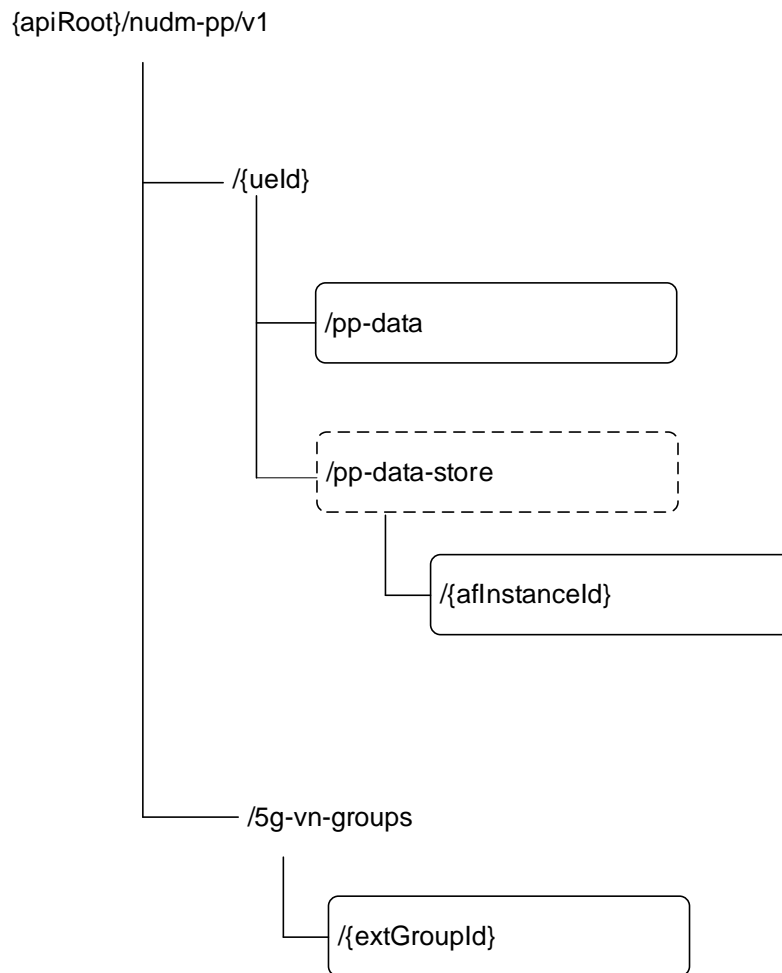 {apiRoot}/nudm-pp/v1
/{ueId}
/pp-data
/pp-data-store
/{afInstanceId}
/5g-vn-groups
/{extGroupId}